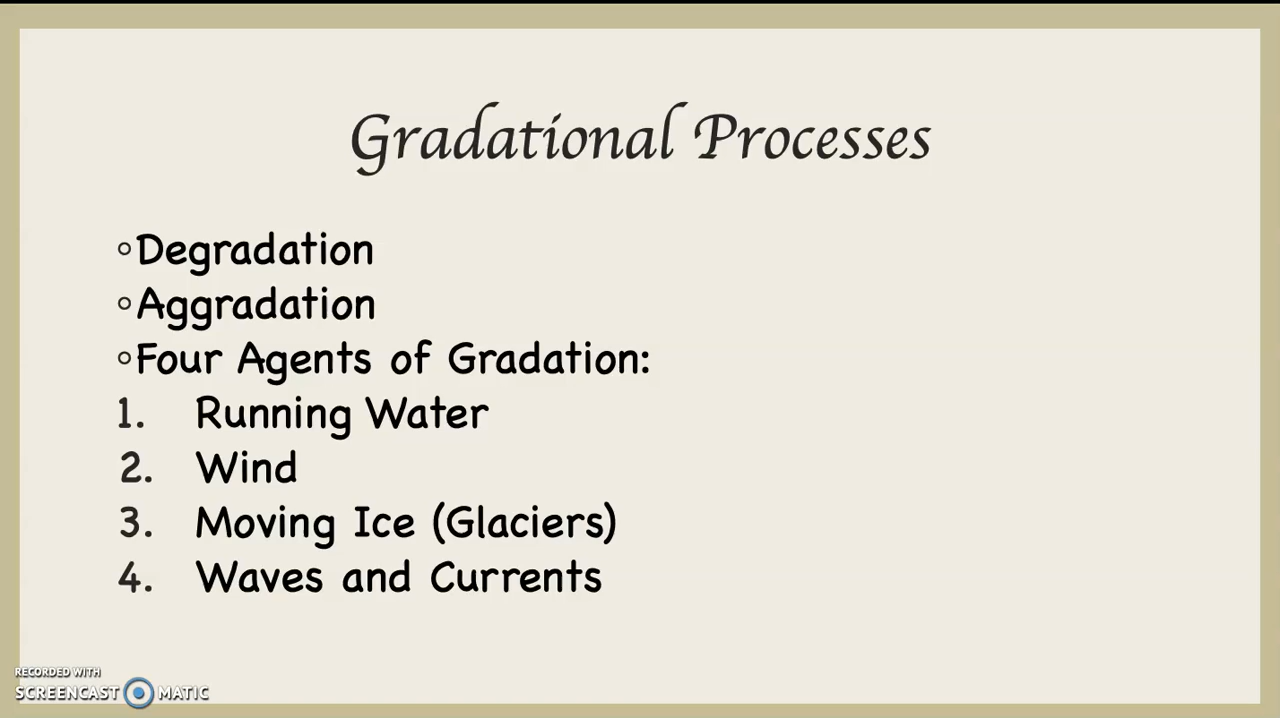 Gradational Processes
◦Degradation
◦Aggradation
◦Four Agents of Gradation:
1. Running Water
2. Wind
3. Moving Ice (Glaciers)
4. Waves and Currents
RECORDED WITH
SCREENCAST MATIC